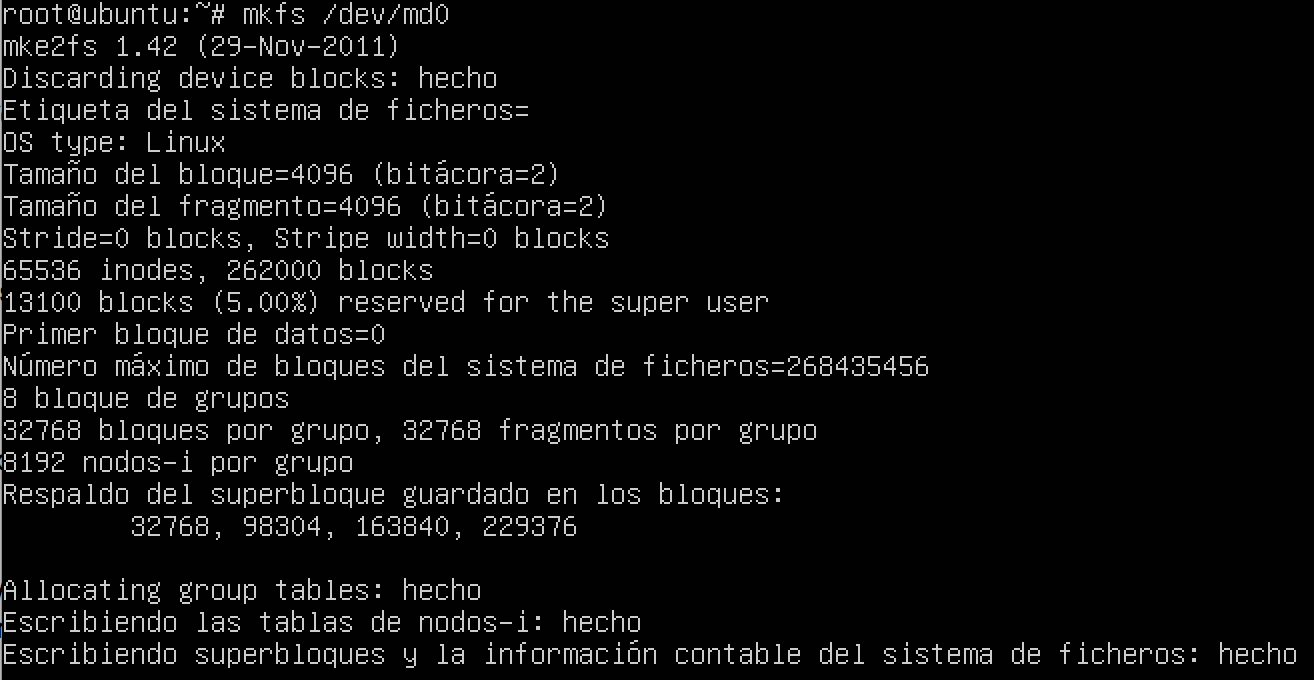 root@ubuntu:~# mkfs /dev/md0
mke2fs 1.42 (29-Nov-2011)
Discarding device blocks: hecho
Etiqueta del sistema de ficheros=
OS type: Linux
Tamaño del bloque=4096 (bitácora=2)
Tamaño del fragmento=4096 (bitácora=2)
Stride=0 blocks, Stripe width=0 blocks
65536 inodes, 262000 blocks
13100 blocks (5.00%) reserved for the super user
Primer bloque de datos=0
Número máximo de bloques del sistema de ficheros=268435456
8 bloque de grupos
32768 bloques por grupo, 32768 fragmentos por grupo
8192 nodos-i por grupo
Respaldo del superbloque guardado en los bloques:
32768, 98304, 163840, 229376
Allocating group tables: hecho
Escribiendo las tablas de nodos-i: hecho
Escribiendo superbloques y la información contable del sistema de ficheros: hecho